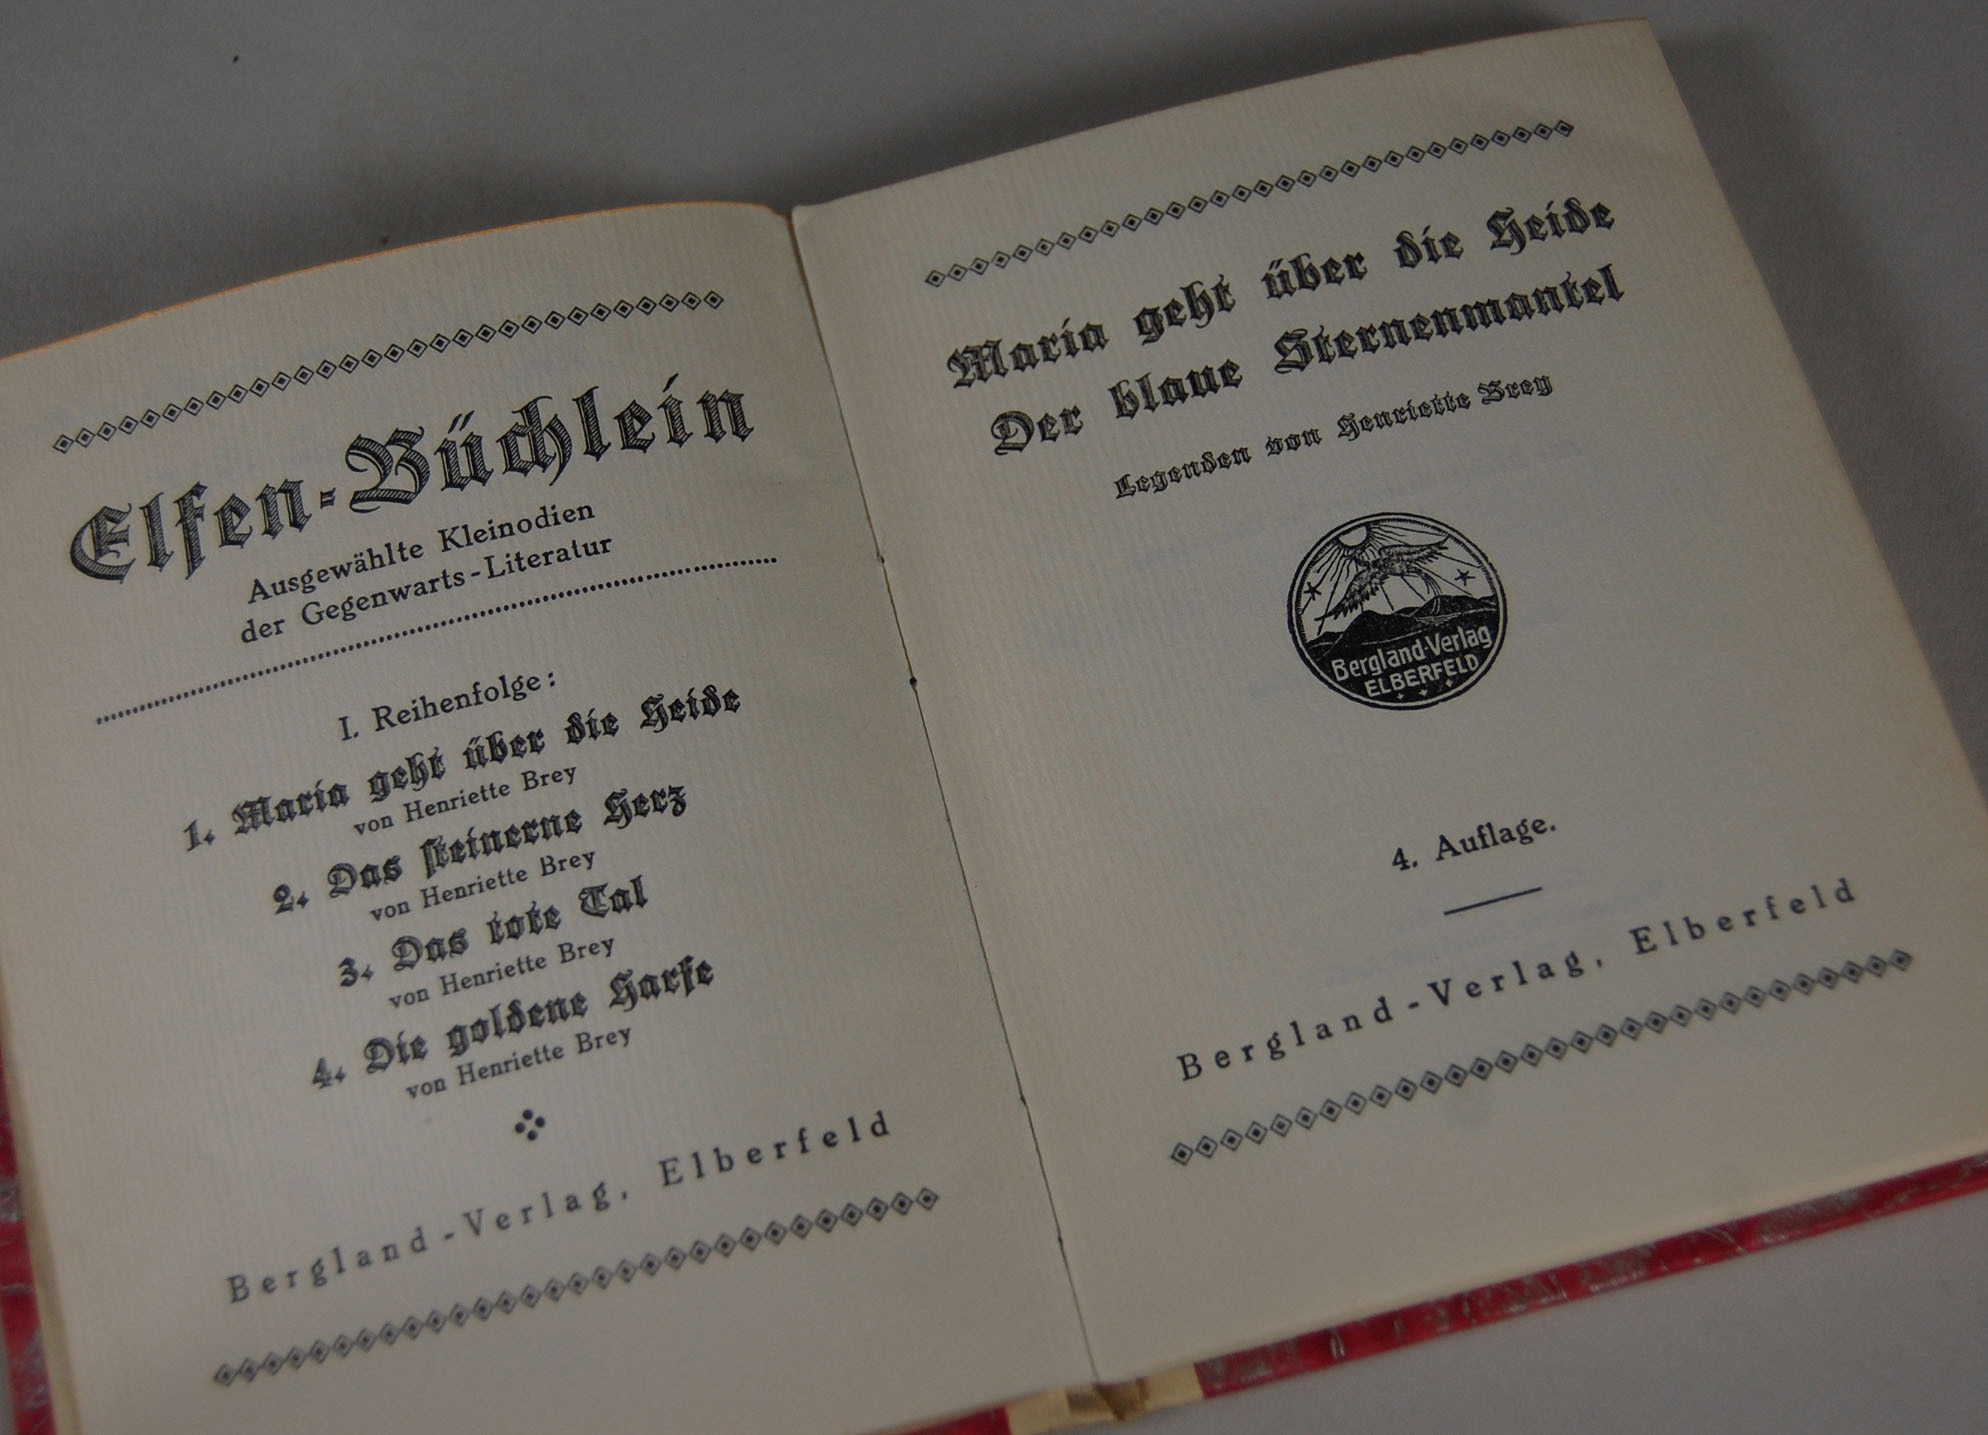 Elfen-Büchlein
Ausgewählte Kleinodien
der Gegenwarts-Literatur
I. Reihenfolge:
1. Maria geht über die Heide
von Henriette Brey
2. Das steinerne Herz
von Henriette Brey
3. Das tote Tal
von Henriette Brey
4. Die goldene Harfe
von Henriette Brey
Bergland-Verlag, Elberfeld
Maria geht über die Heide
Der blaue Sternenmantel
Legenden von Henriette Brey
Bergland-Verlag
ELBERFELD
4. Auflage.
Bergland-Verlag, Elberfeld